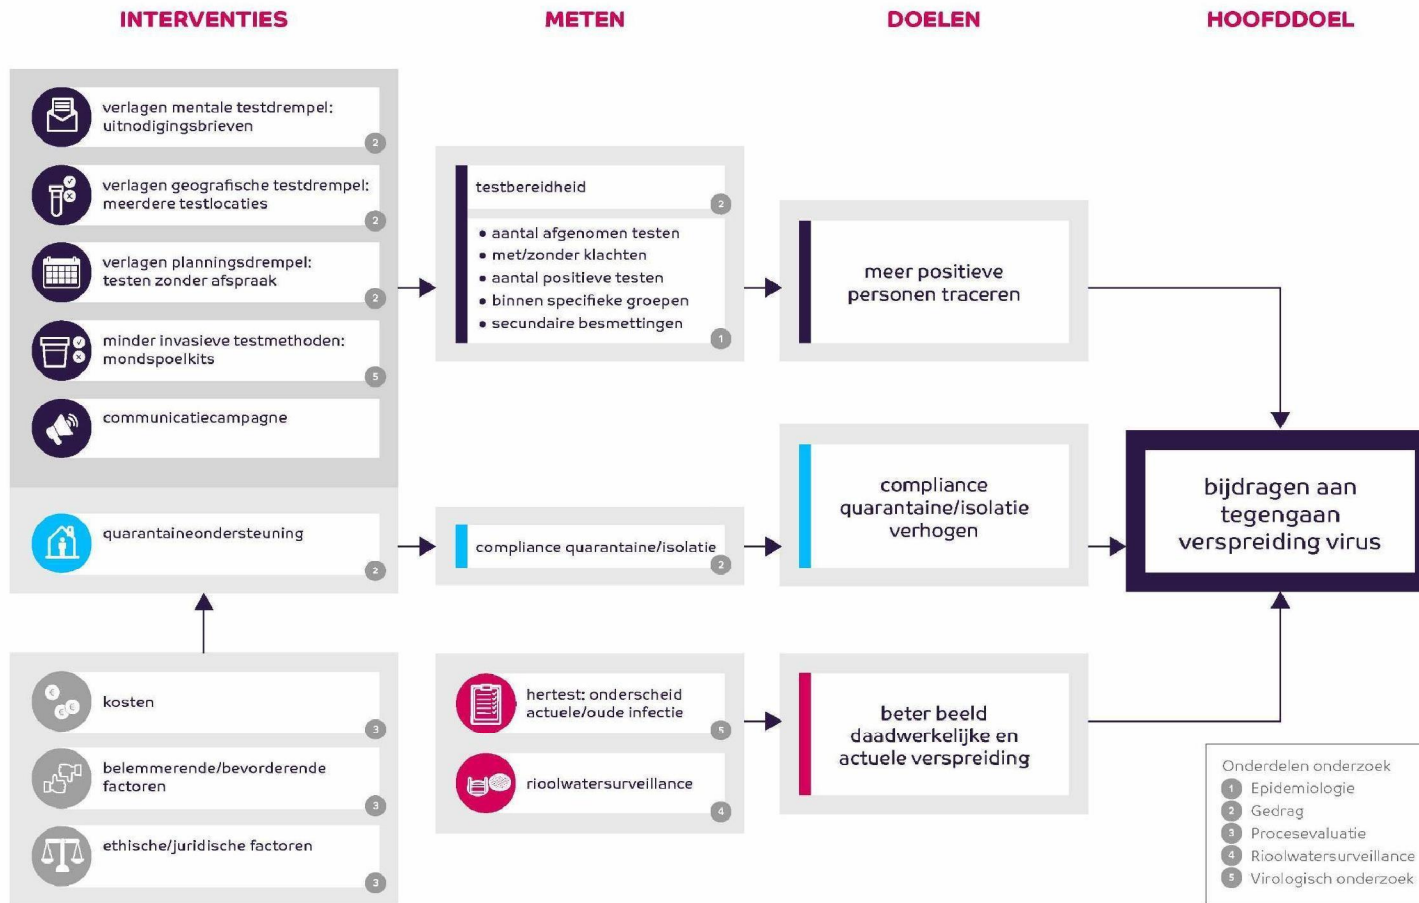 INTERVENTIES
verlagen mentale testdrempel:
uitnodigingsbrieven
2
verlagen geografische testdrempel:
meerdere testlocaties
2
verlagen planningsdrempel:
testen zonder afspraak
2
minder invasieve testmethoden:
mondspoelkits
5
communicatiecampagne
quarantaineondersteuning
2
kosten
3
belemmerende/bevorderende
factoren
3
ethische/juridische factoren
3
METEN
testbereidheid
2
• aantal afgenomen testen
• met/zonder klachten
• aantal positieve testen
• binnen specifieke groepen
• secundaire besmettingen
1
compliance quarantaine/isolatie
2
hertest: onderscheid
actuele/oude infectie
5
rioolwatersurveillance
4
DOELEN
meer positieve
personen traceren
compliance
quarantaine/isolatie
verhogen
beter beeld
daadwerkelijke en
actuele verspreiding
HOOFDDOEL
bijdragen aan
tegengaan
verspreiding virus
Onderdelen onderzoek
1 Epidemiologie
2 Gedrag
3 Procesevaluatie
4 Rioolwatersurveillance
5 Virologisch onderzoek